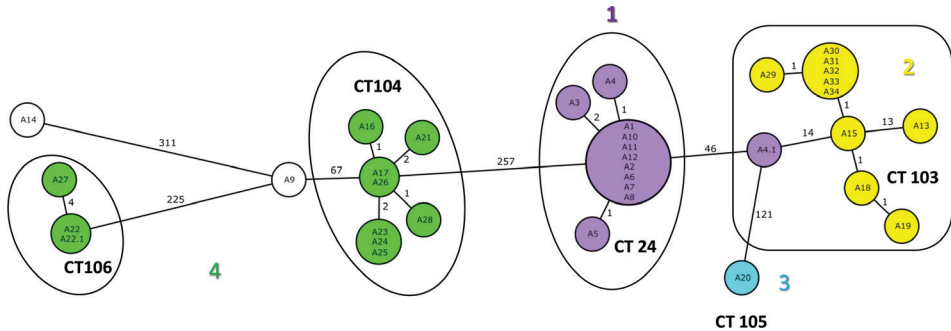 1
A14
311
A27
4
A22
A22.1
CT106
225
4
A9
67
CT104
A16
1
A21
2
A17
A26
1
A28
2
A23
A24
A25
257
A4
A3
1
2
A1
A10
A11
A12
A2
A6
A7
A8
1
A5
CT 24
46
A4.1
121
A20
3
CT 105
2
A29
1
A30
A31
A32
A33
A34
1
14
A15
13
A13
1
CT 103
A18
1
A19